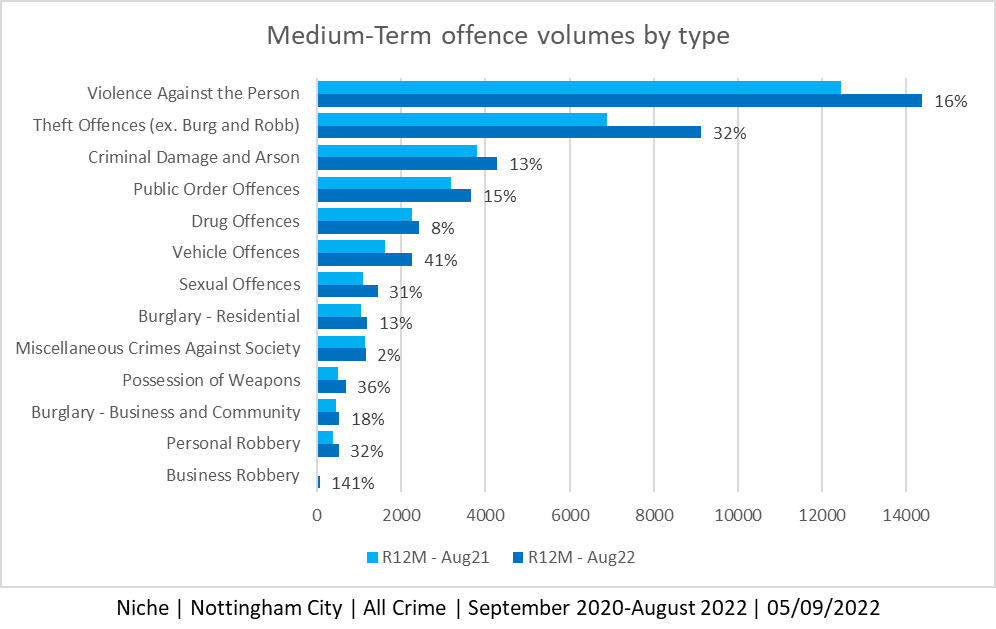 Medium-Term offence volumes by type
Violence Against the Person 16%
Theft Offences (ex. Burg and Robb) 32%
Criminal Damage and Arson 13%
Public Order Offences 15%
Drug Offences 8%
Vehicle Offences 41%
Sexual Offences 31%
Burglary - Residential 13%
Miscellaneous Crimes Against Society 2%
Possession of Weapons 36%
Burglary - Business and Community 18%
Personal Robbery 32%
Business Robbery 141%
0 2000 4000 6000 8000 10000 12000 14000
R12M - Aug21 R12M - Aug22
Niche | Nottingham City | All Crime | September 2020-August 2022 | 05/09/2022